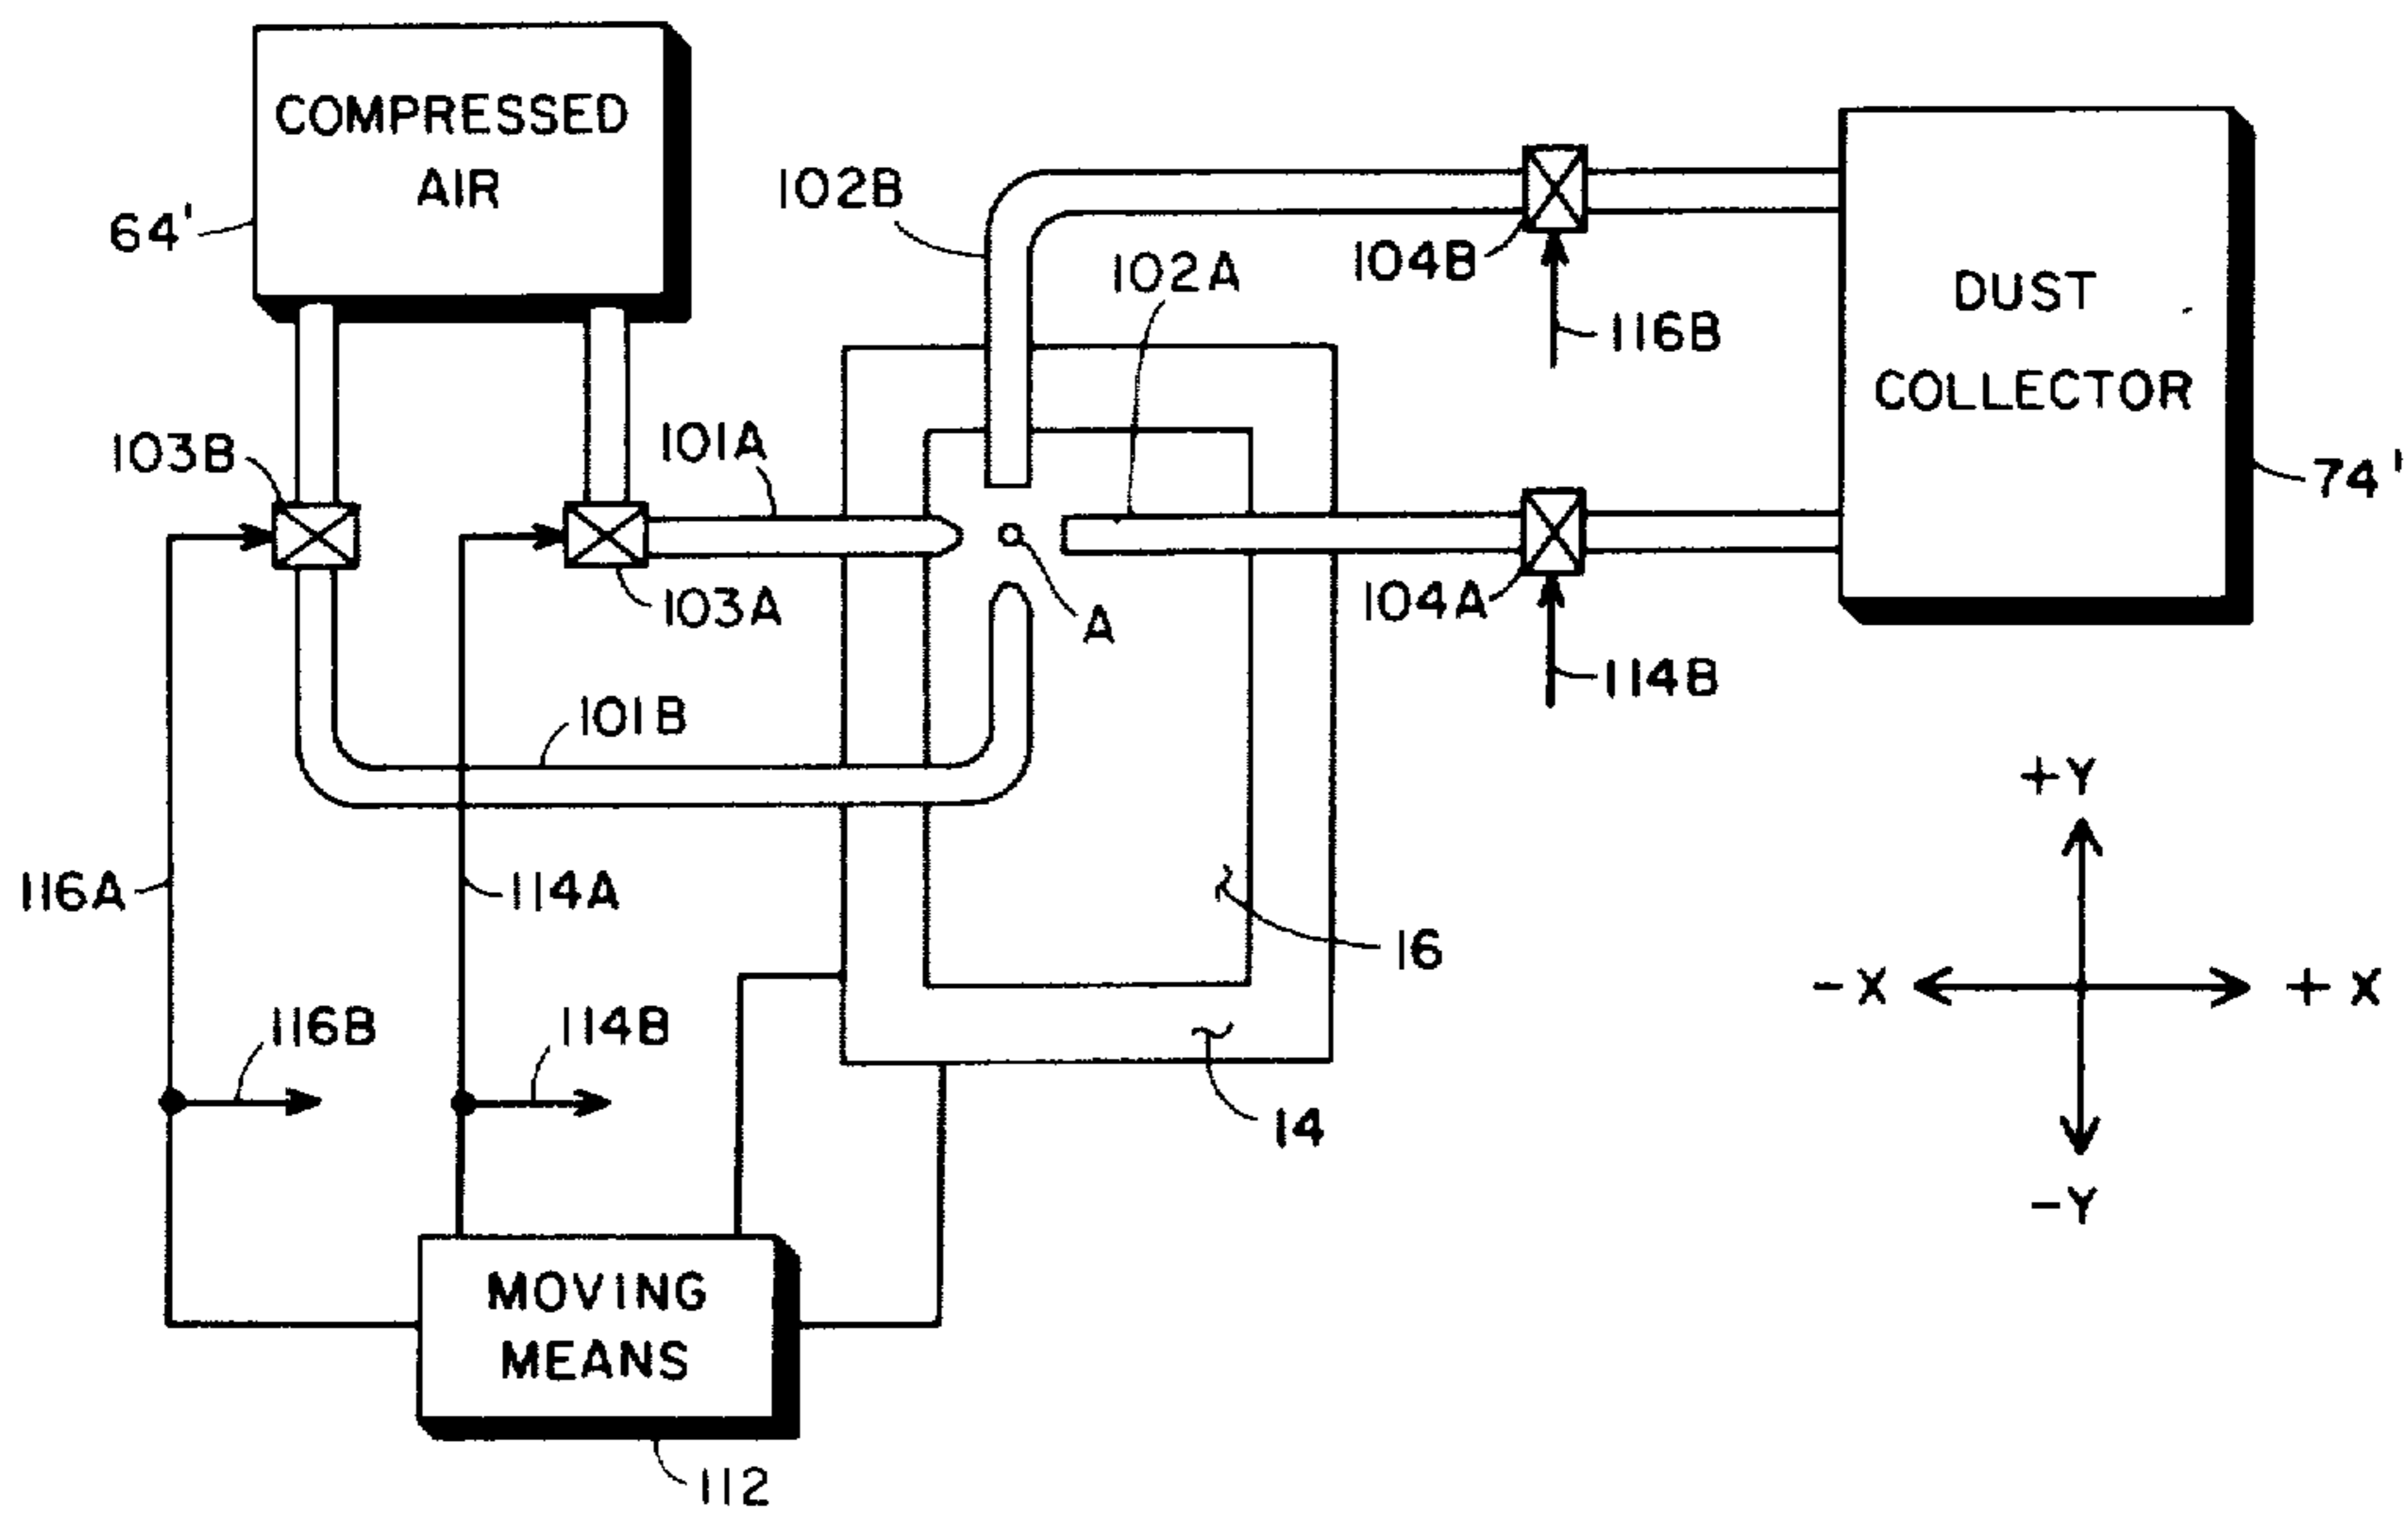 COMPRESSED
AIR
64'
102B
104B
102A
116B
DUST
COLLECTOR
74'
103B
101A
103A
A
104A
114B
101B
+Y
116A
114A
16
-X
+X
116B
114B
14
-Y
MOVING
MEANS
112